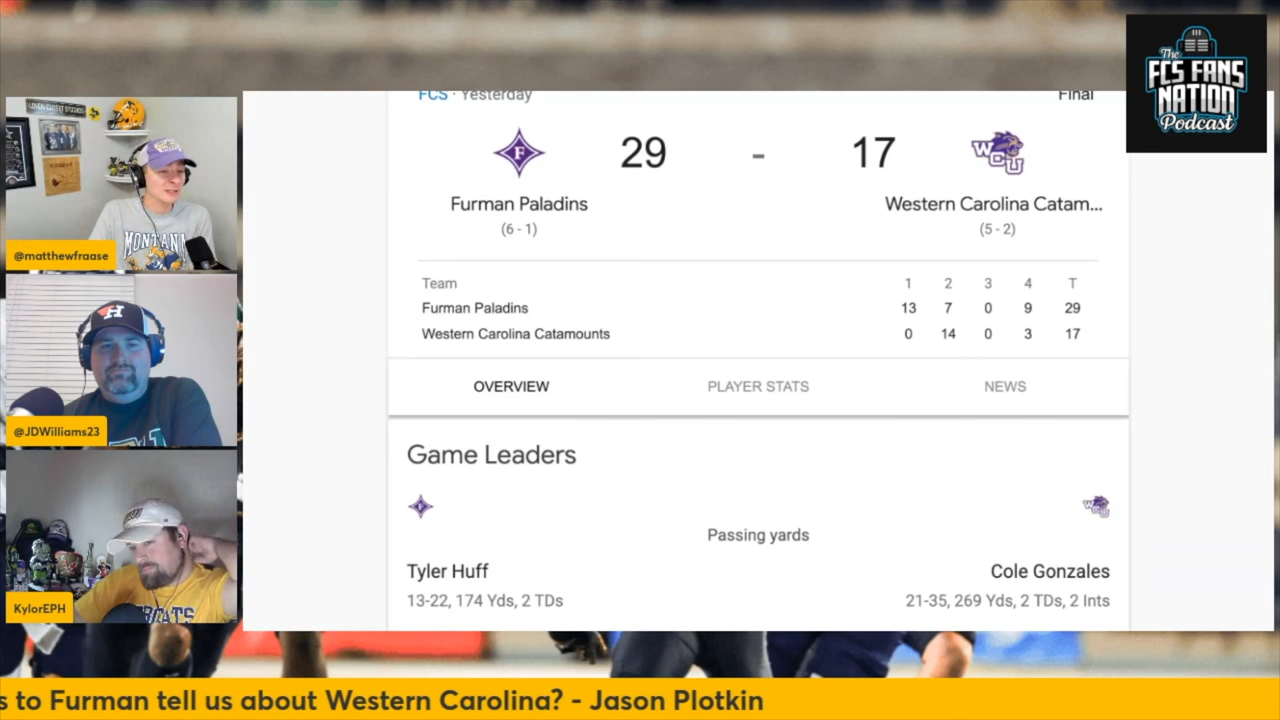 The
FCS FANS
NATION
Podcast
FCS · Yesterday
Final
F
29 - 17
WCU
Furman Paladins
(6 - 1)
Western Carolina Catam...
(5 - 2)
Team 1 2 3 4 T
Furman Paladins 13 7 0 9 29
Western Carolina Catamounts 0 14 0 3 17
OVERVIEW PLAYER STATS NEWS
Game Leaders
Passing yards
Tyler Huff
13-22, 174 Yds, 2 TDs
Cole Gonzales
21-35, 269 Yds, 2 TDs, 2 Ints
MONTANA
@matthewfraase
H
@JDWilliams23
KylorEPH
s to Furman tell us about Western Carolina? - Jason Plotkin